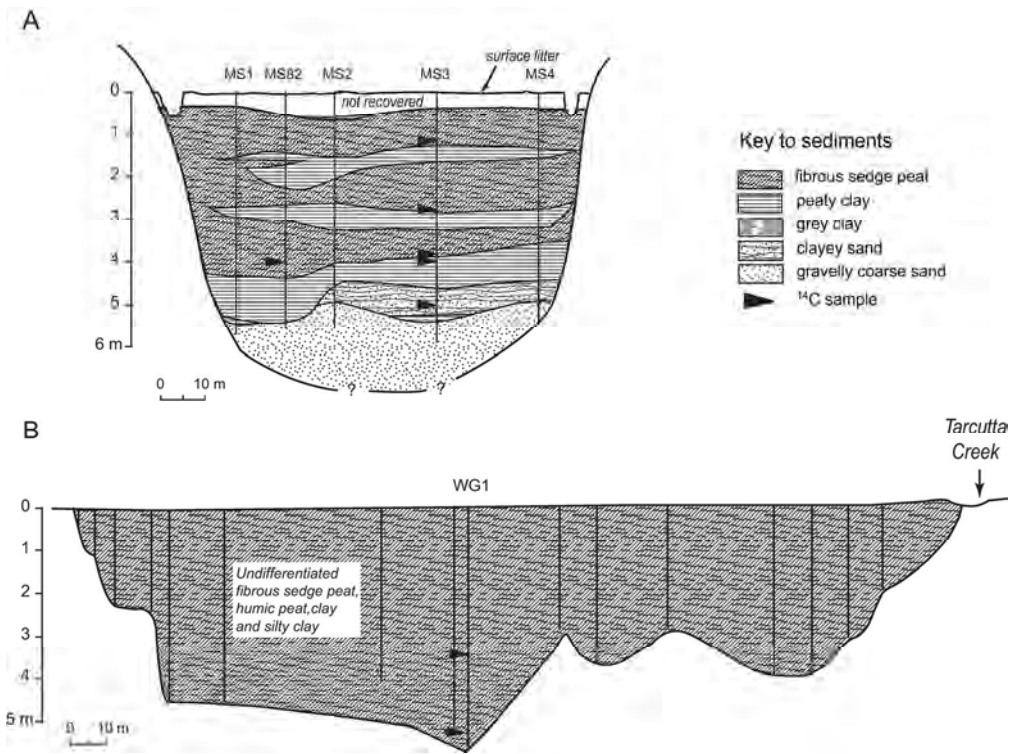 A
surface litter
MS1 MS82 MS2 MS3 MS4
not recovered
0
1
2
3
4
5
6 m
0 10 m
? ?
Key to sediments
fibrous sedge peat
peaty clay
grey clay
clayey sand
gravelly coarse sand
14C sample
B
Tarcutta
Creek
WG1
0
1
2
3
4
5 m
Undifferentiated
fibrous sedge peat,
humic peat,clay
and silty clay
0 10 m